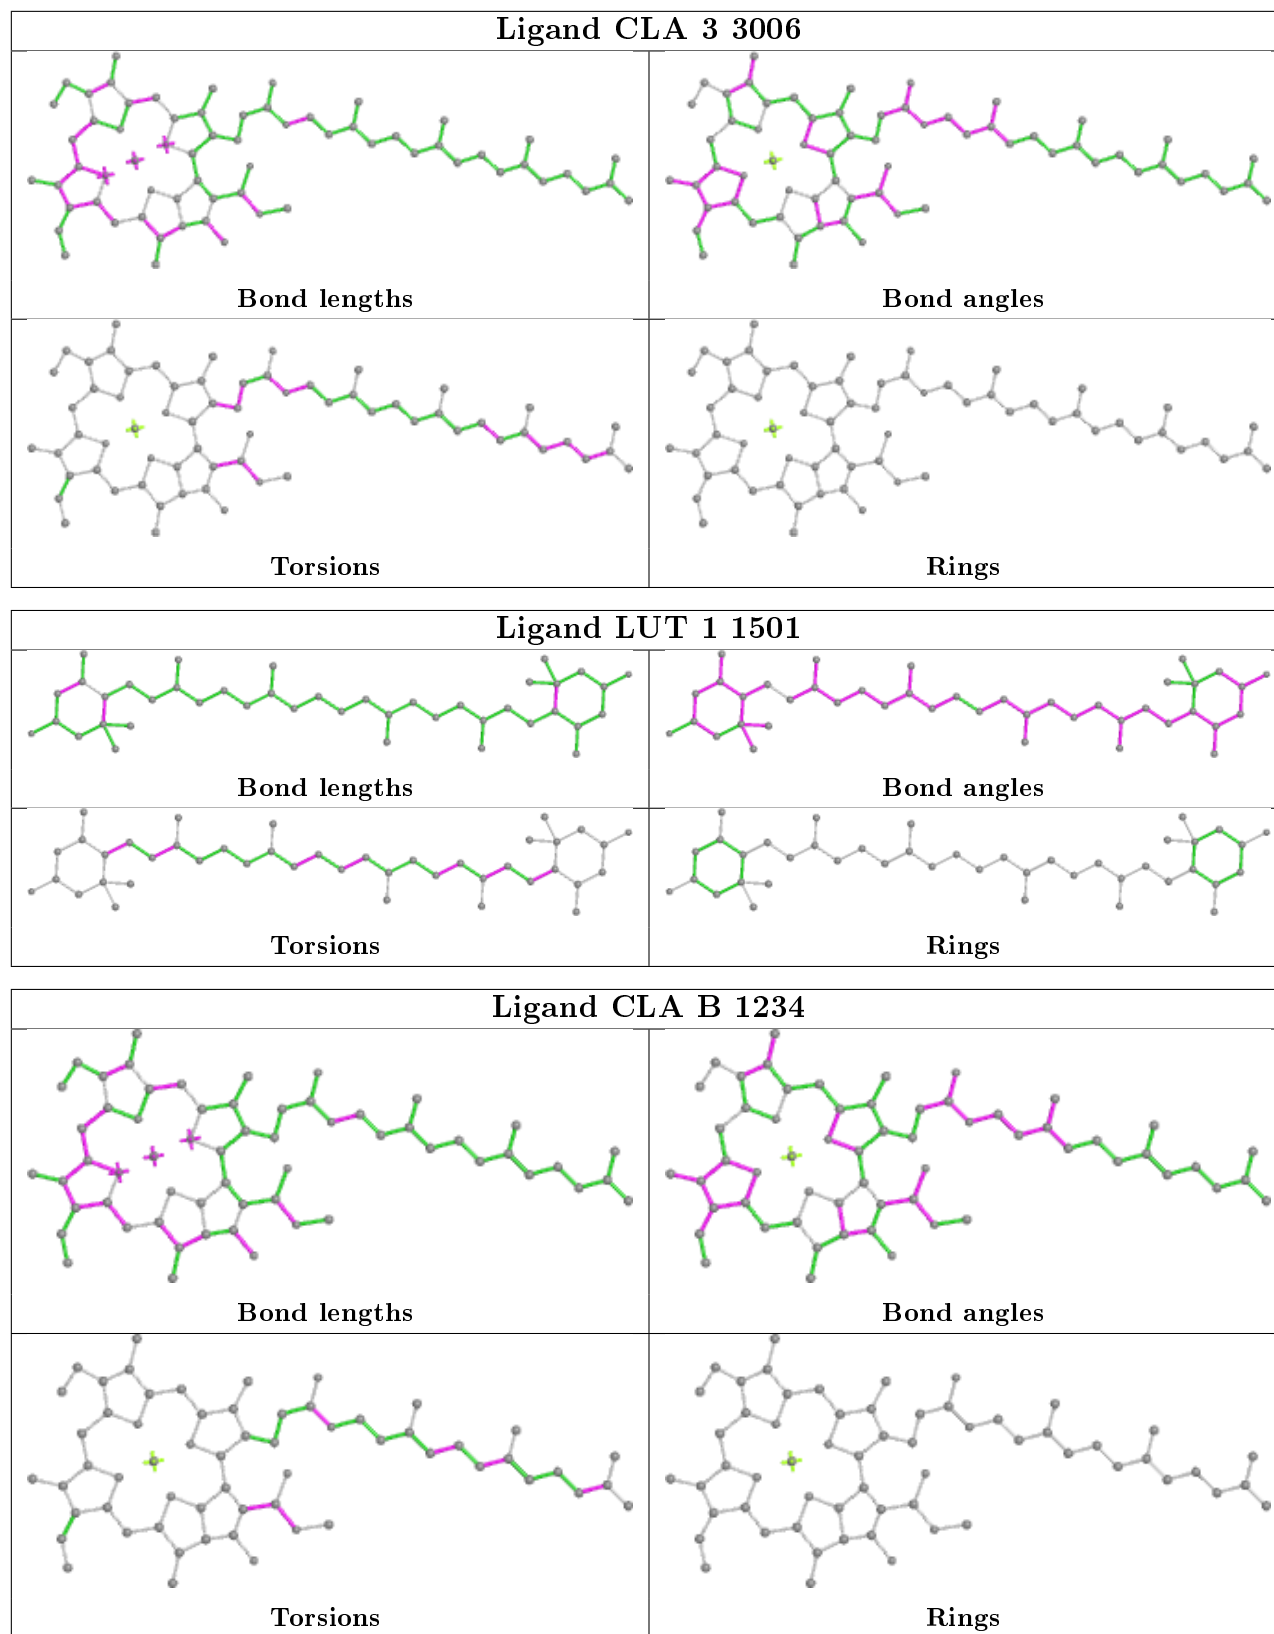 Ligand CLA 3 3006
Bond lengths
Bond angles
Torsions
Rings
Ligand LUT 1 1501
Bond lengths
Bond angles
Torsions
Rings
Ligand CLA B 1234
Bond lengths
Bond angles
Torsions
Rings